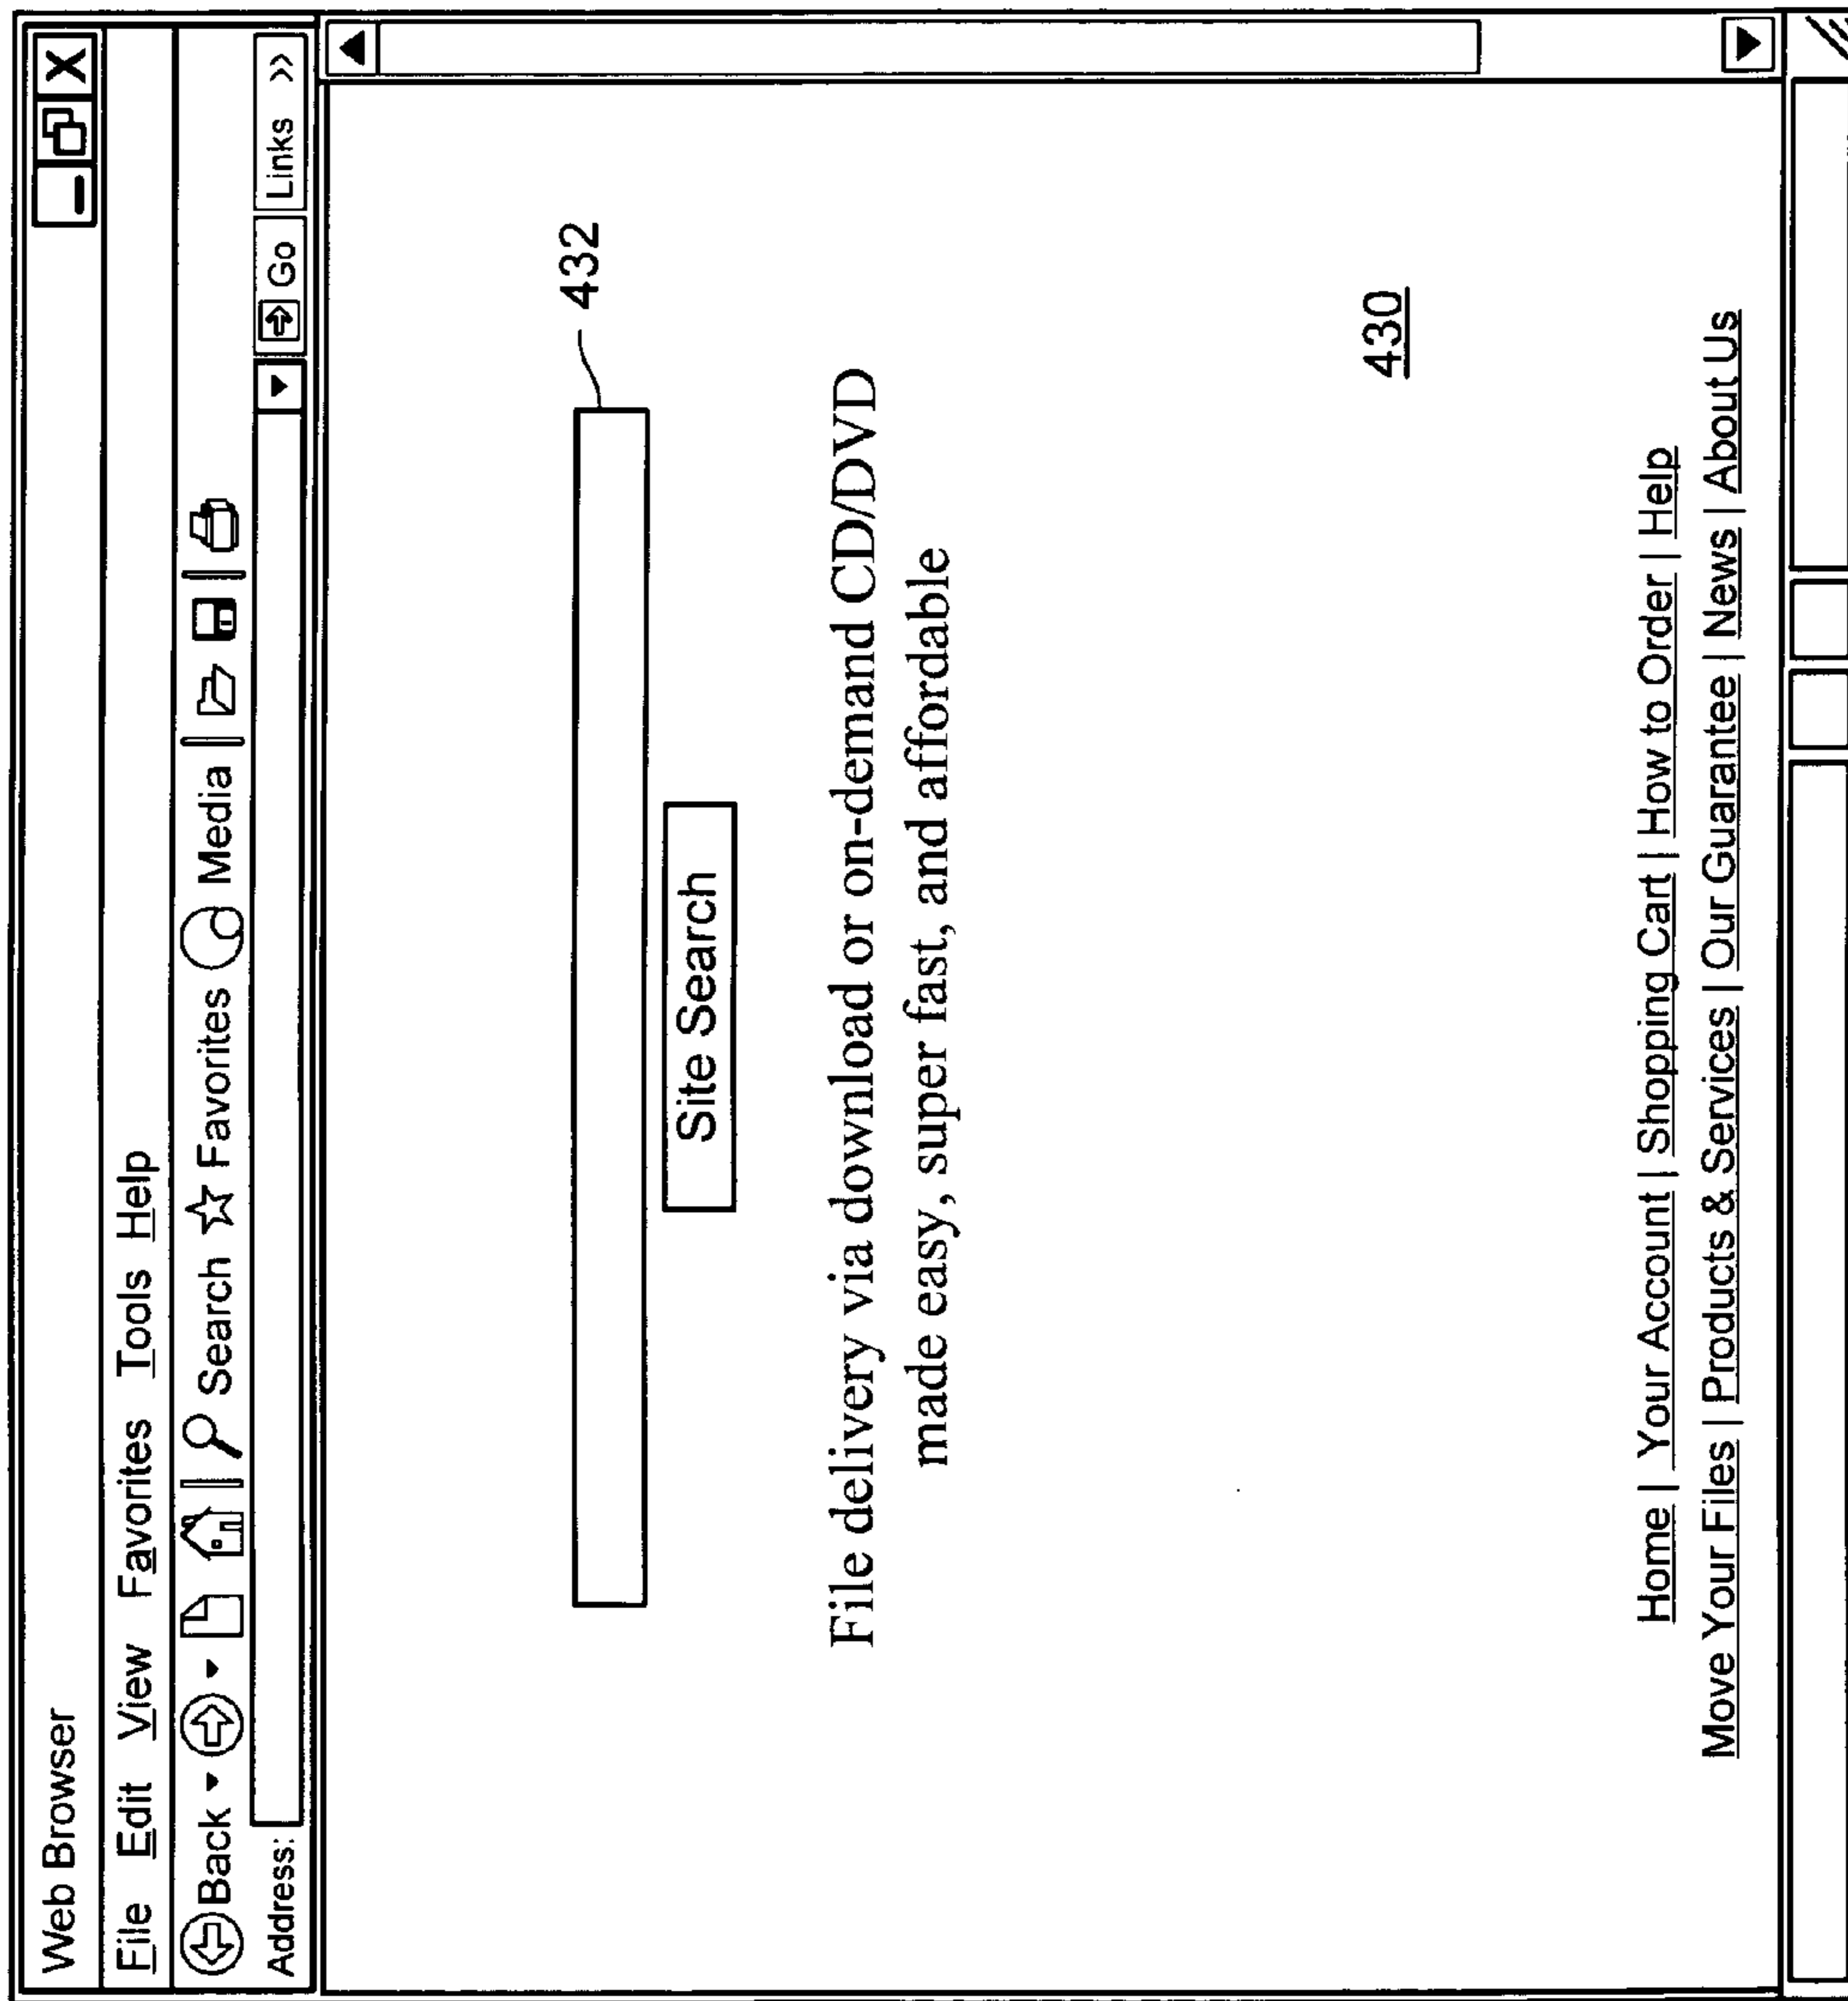 Web Browser
File Edit View Favorites Tools Help
Back Search Favorites Media
Address: Go Links >>
432
Site Search
File delivery via download or on-demand CD/DVD
made easy, super fast, and affordable
430
Home | Your Account | Shopping Cart | How to Order | Help
Move Your Files | Products & Services | Our Guarantee | News | About Us